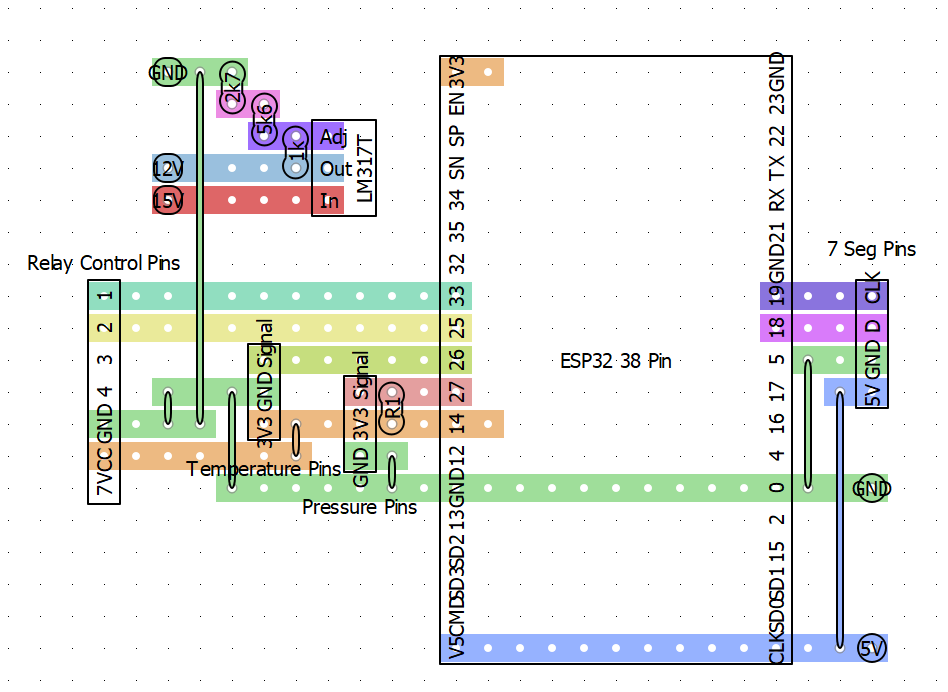 GND
2k7
5k6
1k
12V
15V
Adj
Out
In
LM317T
Relay Control Pins
1
2
3
4
GND
7VCC
Signal
GND
3V3
Temperature Pins
Signal
3V3
GND
Pressure Pins
R1
3V3
EN
SP
SN
34
35
32
33
25
26
27
14
12
GND
13
SD2
SD3
CMD
V5
ESP32 38 Pin
GND
23
22
TX
RX
21
GND
19
18
5
17
16
4
0
2
15
SD1
SD0
CLK
7 Seg Pins
CLK
D
GND
5V
GND
5V